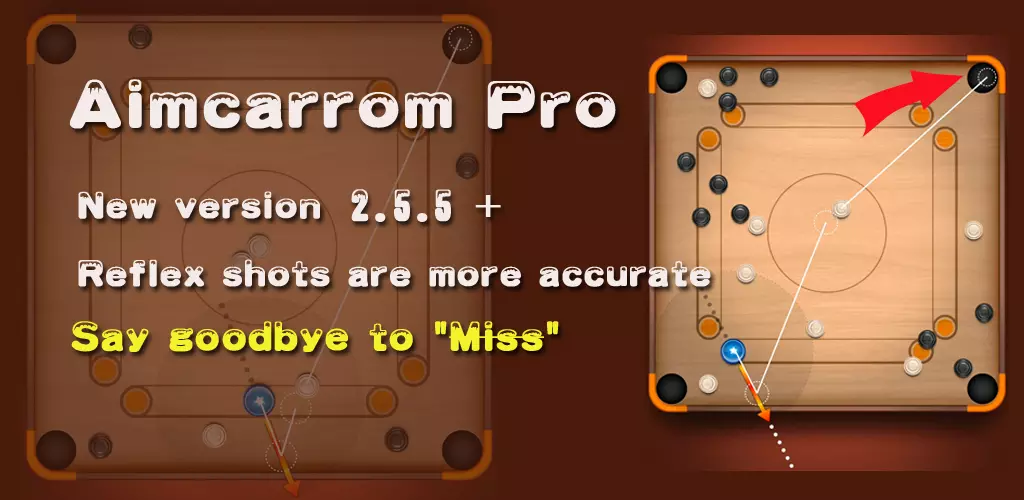 Aimcarrom Pro
New version 2.5.5 +
Reflex shots are more accurate
Say goodbye to "Miss"